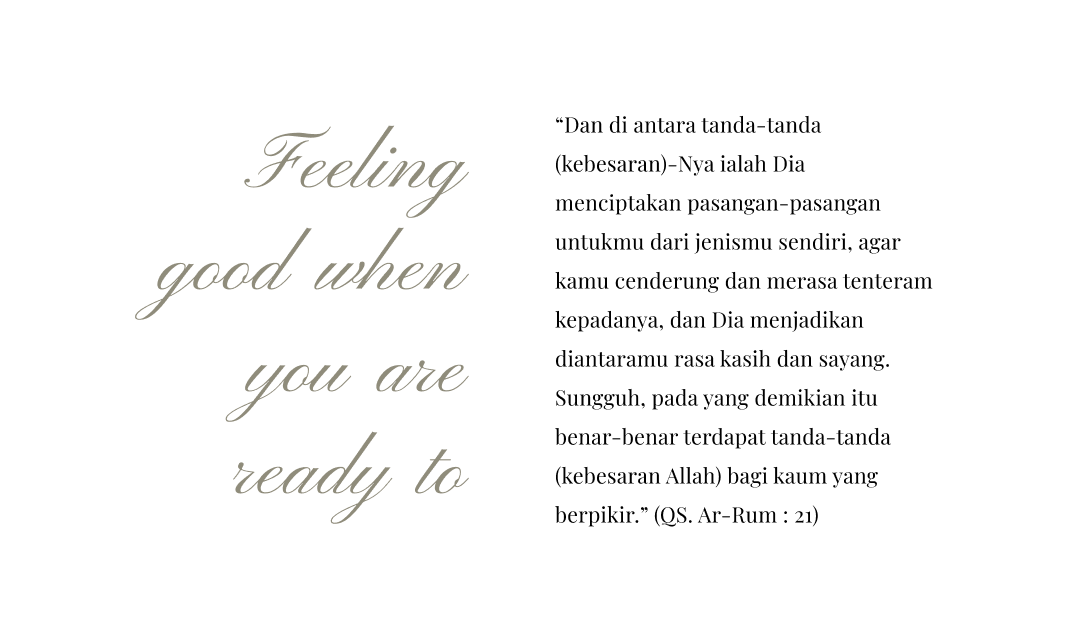 Feeling
good when
you are
ready to
“Dan di antara tanda-tanda
(kebesaran)-Nya ialah Dia
menciptakan pasangan-pasangan
untukmu dari jenismu sendiri, agar
kamu cenderung dan merasa tenteram
kepadanya, dan Dia menjadikan
diantaramu rasa kasih dan sayang.
Sungguh, pada yang demikian itu
benar-benar terdapat tanda-tanda
(kebesaran Allah) bagi kaum yang
berpikir.” (QS. Ar-Rum : 21)